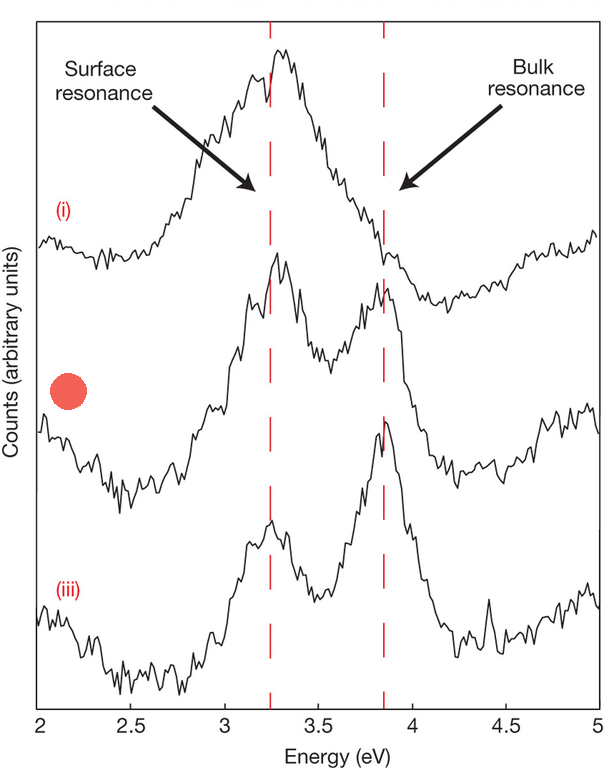 Surface
resonance
Bulk
resonance
(i)
(iii)
Counts (arbitrary units)
2
2.5
3
3.5
4
4.5
5
Energy (eV)